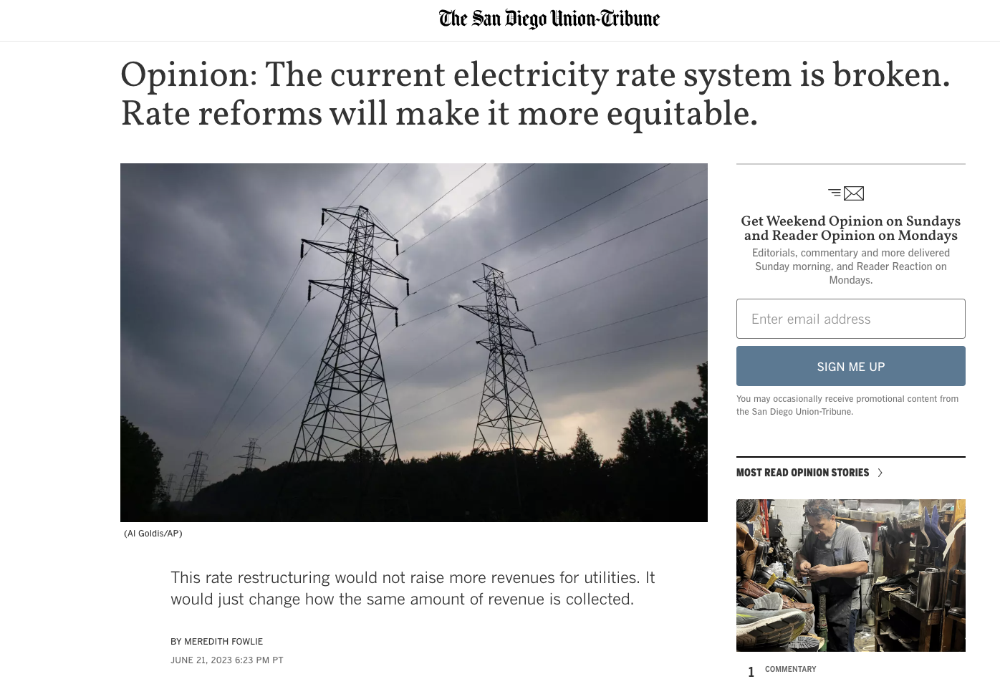 The San Diego Union-Tribune
Opinion: The current electricity rate system is broken.
Rate reforms will make it more equitable.
(Al Goldis/AP)
This rate restructuring would not raise more revenues for utilities. It
would just change how the same amount of revenue is collected.
BY MEREDITH FOWLIE
JUNE 21, 2023 6:23 PM PT
Get Weekend Opinion on Sundays
and Reader Opinion on Mondays
Editorials, commentary and more delivered
Sunday morning, and Reader Reaction on
Mondays.
Enter email address
SIGN ME UP
You may occasionally receive promotional content from
the San Diego Union-Tribune.
MOST READ OPINION STORIES
1 COMMENTARY